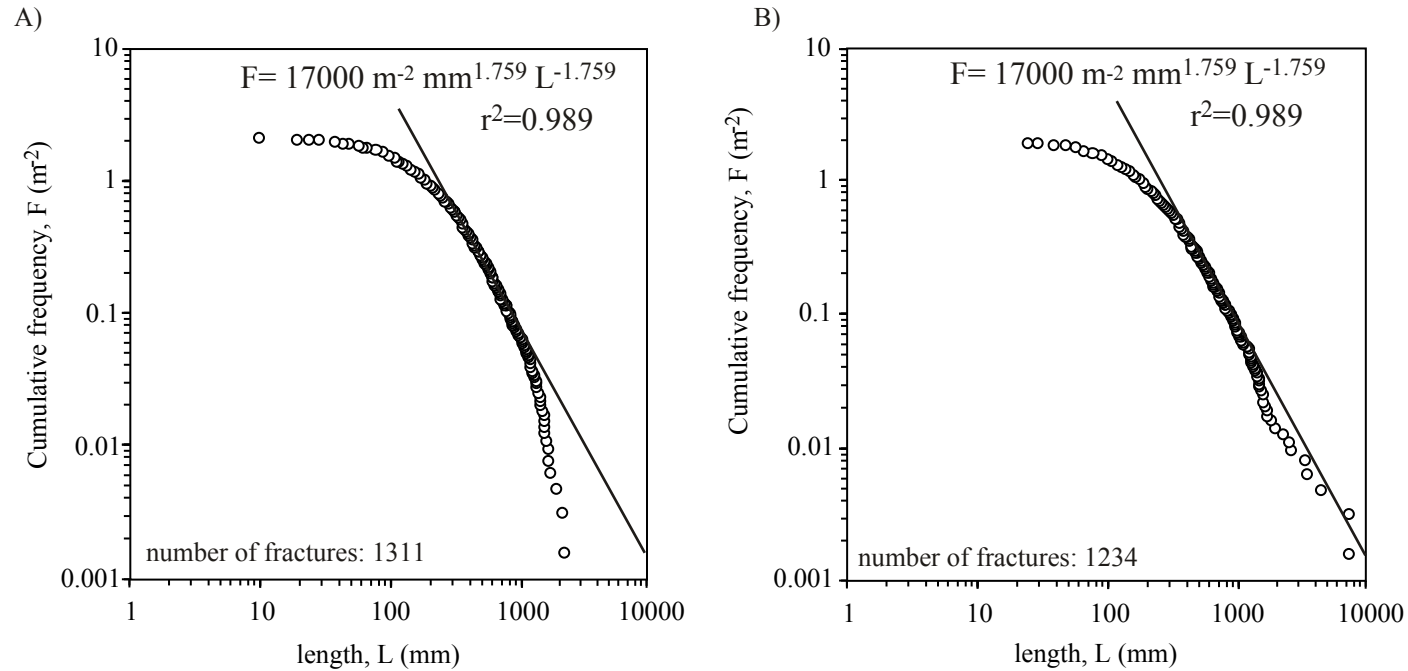 A)
F= 17000 m⁻² mm¹·⁷⁵⁹ L⁻¹·⁷⁵⁹
r²=0.989
10
1
0.1
0.01
0.001
Cumulative frequency, F (m⁻²)
number of fractures: 1311
1 10 100 1000 10000
length, L (mm)
B)
F= 17000 m⁻² mm¹·⁷⁵⁹ L⁻¹·⁷⁵⁹
r²=0.989
10
1
0.1
0.01
0.001
Cumulative frequency, F (m⁻²)
number of fractures: 1234
1 10 100 1000 10000
length, L (mm)